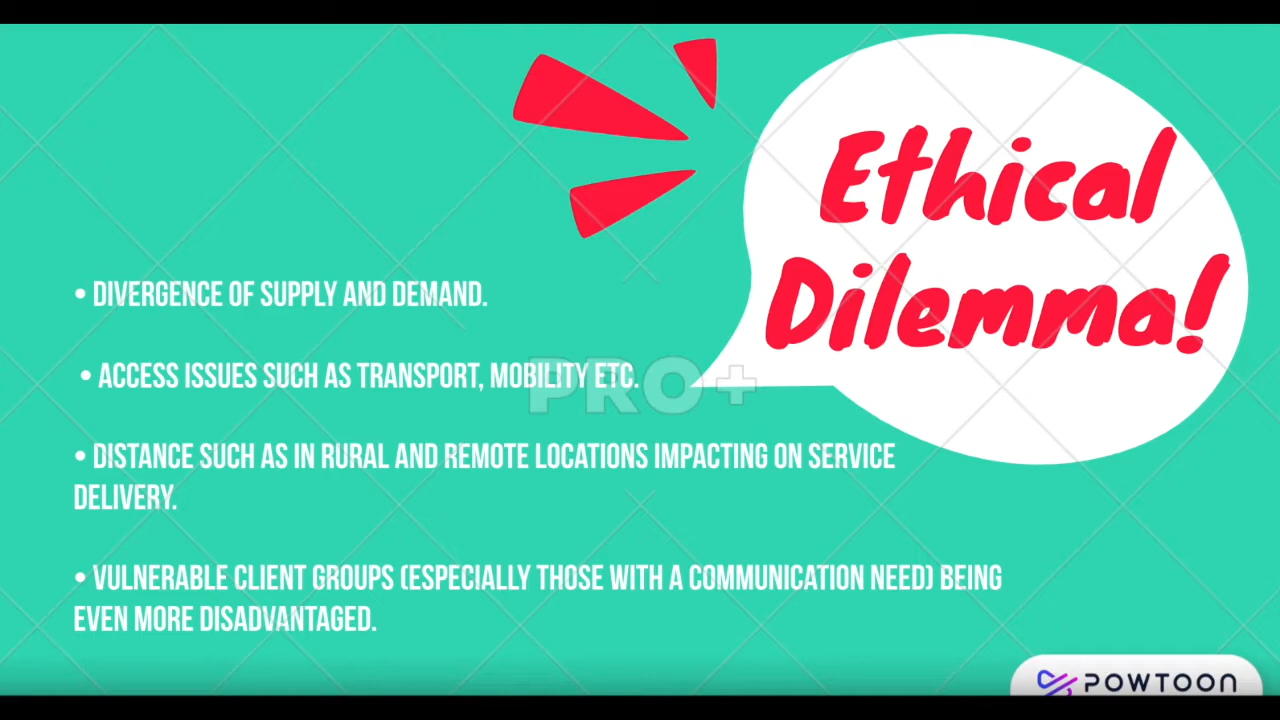 Ethical
Dilemma!
• DIVERGENCE OF SUPPLY AND DEMAND.
• ACCESS ISSUES SUCH AS TRANSPORT, MOBILITY ETC.
PRO+
• DISTANCE SUCH AS IN RURAL AND REMOTE LOCATIONS IMPACTING ON SERVICE
DELIVERY.
• VULNERABLE CLIENT GROUPS (ESPECIALLY THOSE WITH A COMMUNICATION NEED) BEING
EVEN MORE DISADVANTAGED.
POWTOON